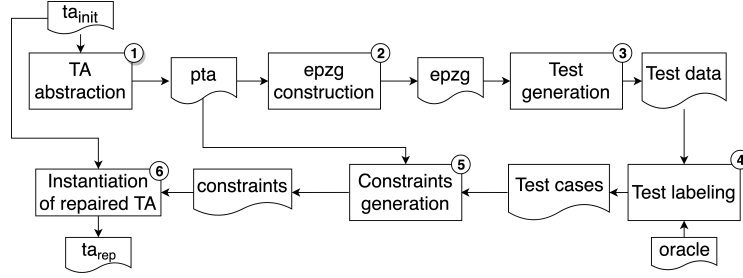 ta_init
1
TA
abstraction
pta
2
epzg
construction
epzg
3
Test
generation
Test data
6
Instantiation
of repaired TA
constraints
5
Constraints
generation
Test cases
4
Test labeling
ta_rep
oracle